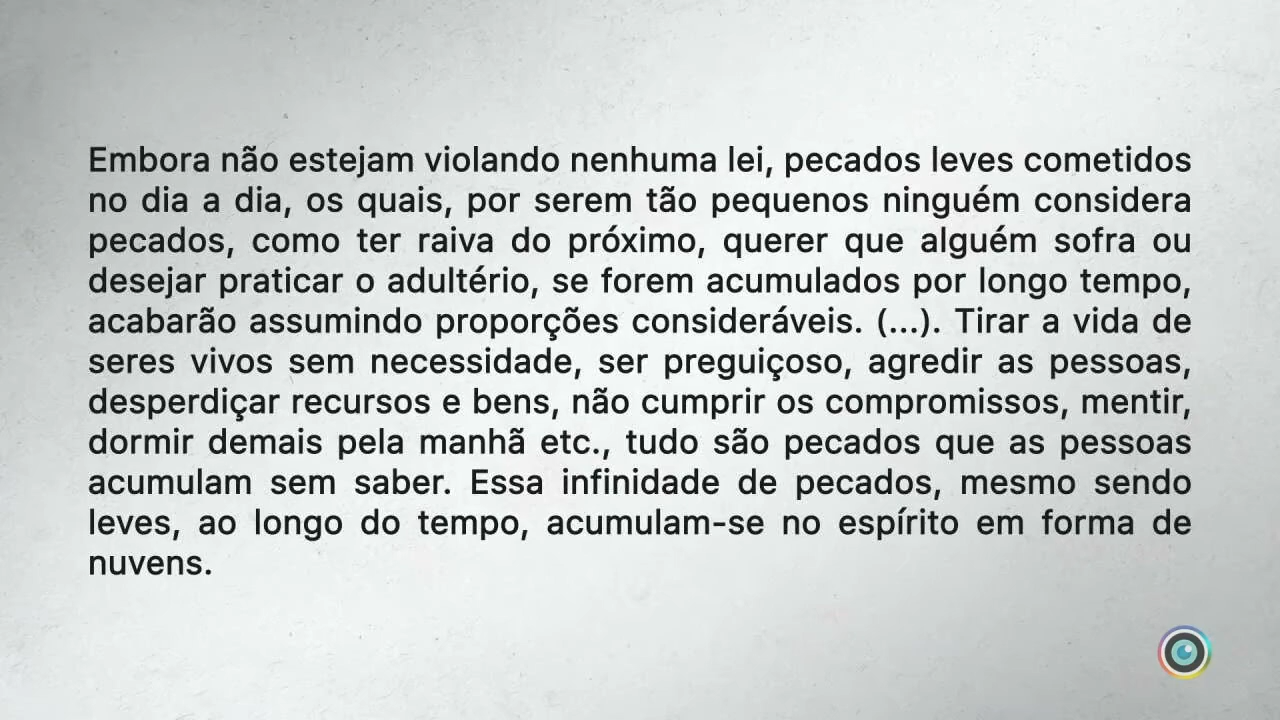 Embora não estejam violando nenhuma lei, pecados leves cometidos
no dia a dia, os quais, por serem tão pequenos ninguém considera
pecados, como ter raiva do próximo, querer que alguém sofra ou
desejar praticar o adultério, se forem acumulados por longo tempo,
acabarão assumindo proporções consideráveis. (...). Tirar a vida de
seres vivos sem necessidade, ser preguiçoso, agredir as pessoas,
desperdiçar recursos e bens, não cumprir os compromissos, mentir,
dormir demais pela manhã etc., tudo são pecados que as pessoas
acumulam sem saber. Essa infinidade de pecados, mesmo sendo
leves, ao longo do tempo, acumulam-se no espírito em forma de
nuvens.